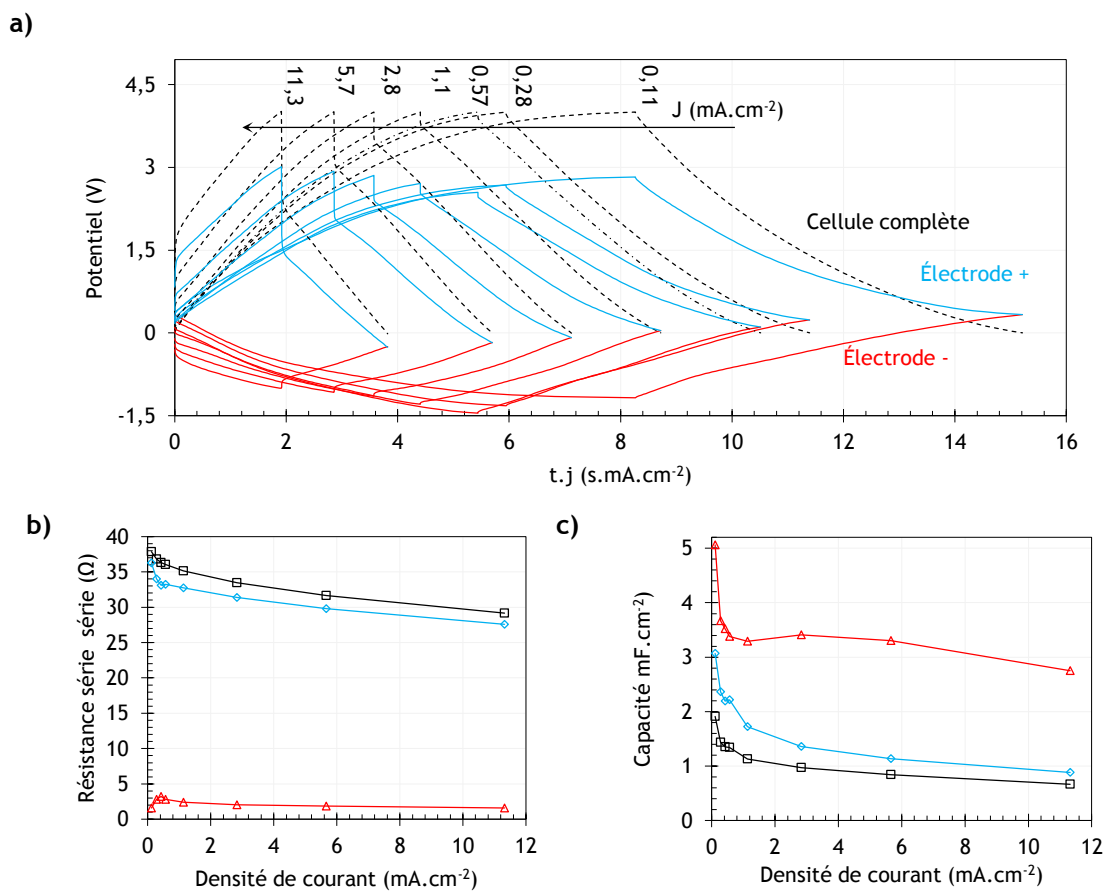 a)
4,5
3
1,5
0
-1,5
Potentiel (V)
11,3
5,7
2,8
1,1
0,57
0,28
0,11
J (mA.cm-2)
Cellule complète
Électrode +
Électrode -
0 2 4 6 8 10 12 14 16
t.j (s.mA.cm-2)
b)
40
35
30
25
20
15
10
5
0
Résistance série série (Ω)
0 2 4 6 8 10 12
Densité de courant (mA.cm-2)
c)
5
4
3
2
1
0
Capacité mF.cm-2)
0 2 4 6 8 10 12
Densité de courant (mA.cm-2)